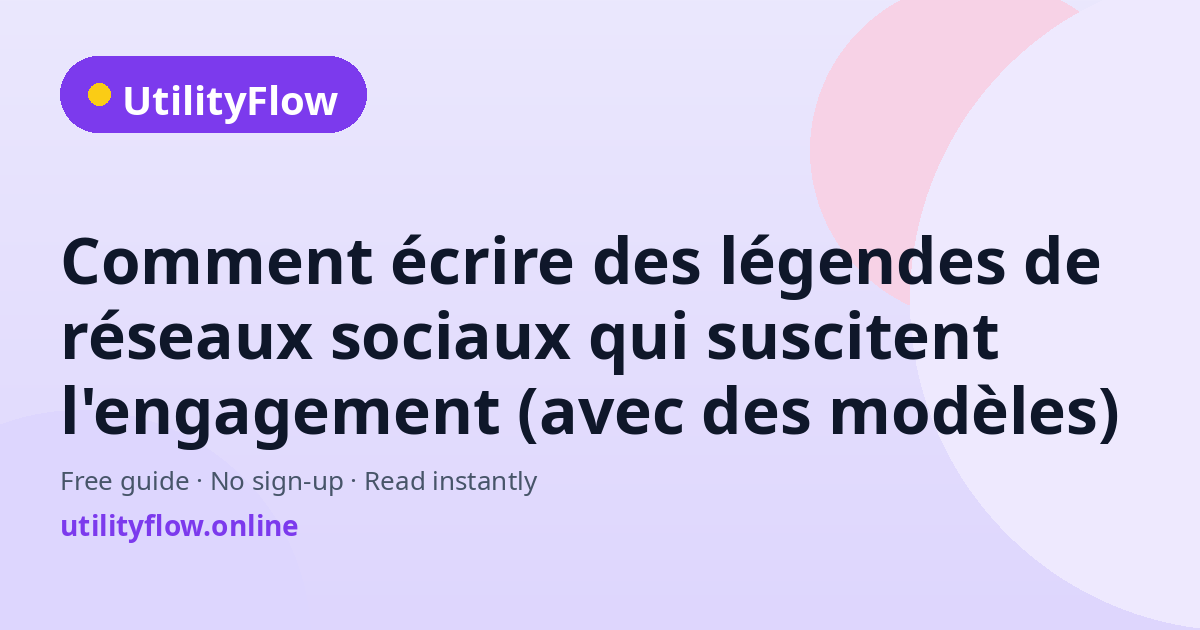 UtilityFlow
Comment écrire des légendes de
réseaux sociaux qui suscitent
l'engagement (avec des modèles)
Free guide · No sign-up · Read instantly
utilityflow.online